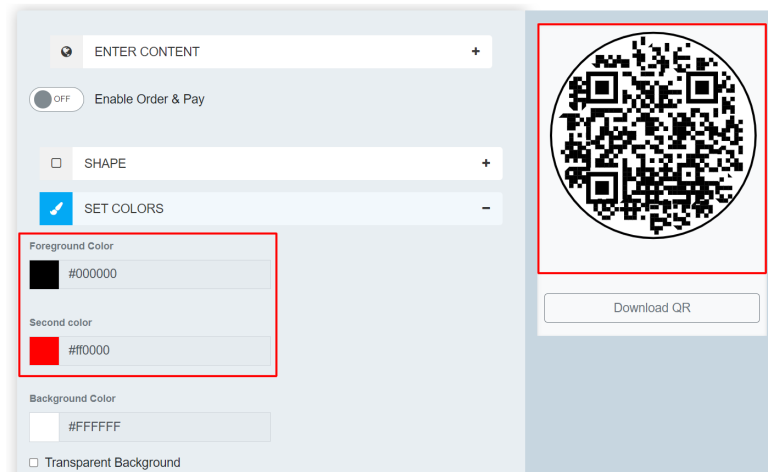 ENTER CONTENT +
OFF Enable Order & Pay
SHAPE +
SET COLORS −
Foreground Color
#000000
Second color
#ff0000
Background Color
#FFFFFF
Transparent Background
Download QR